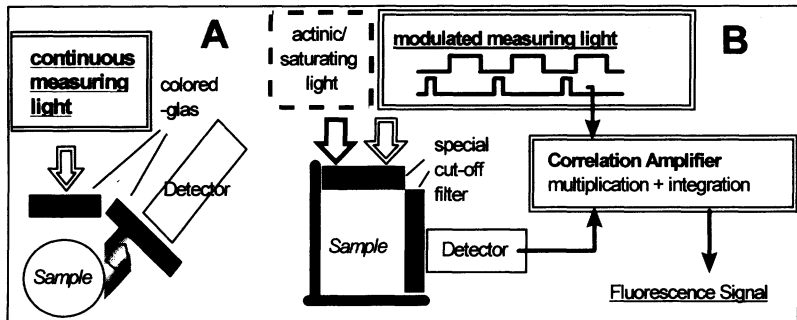 A
continuous
measuring
light
colored
-glas
Detector
Sample
actinic/
saturating
light
modulated measuring light
B
special
cut-off
filter
Correlation Amplifier
multiplication + integration
Sample
Detector
Fluorescence Signal